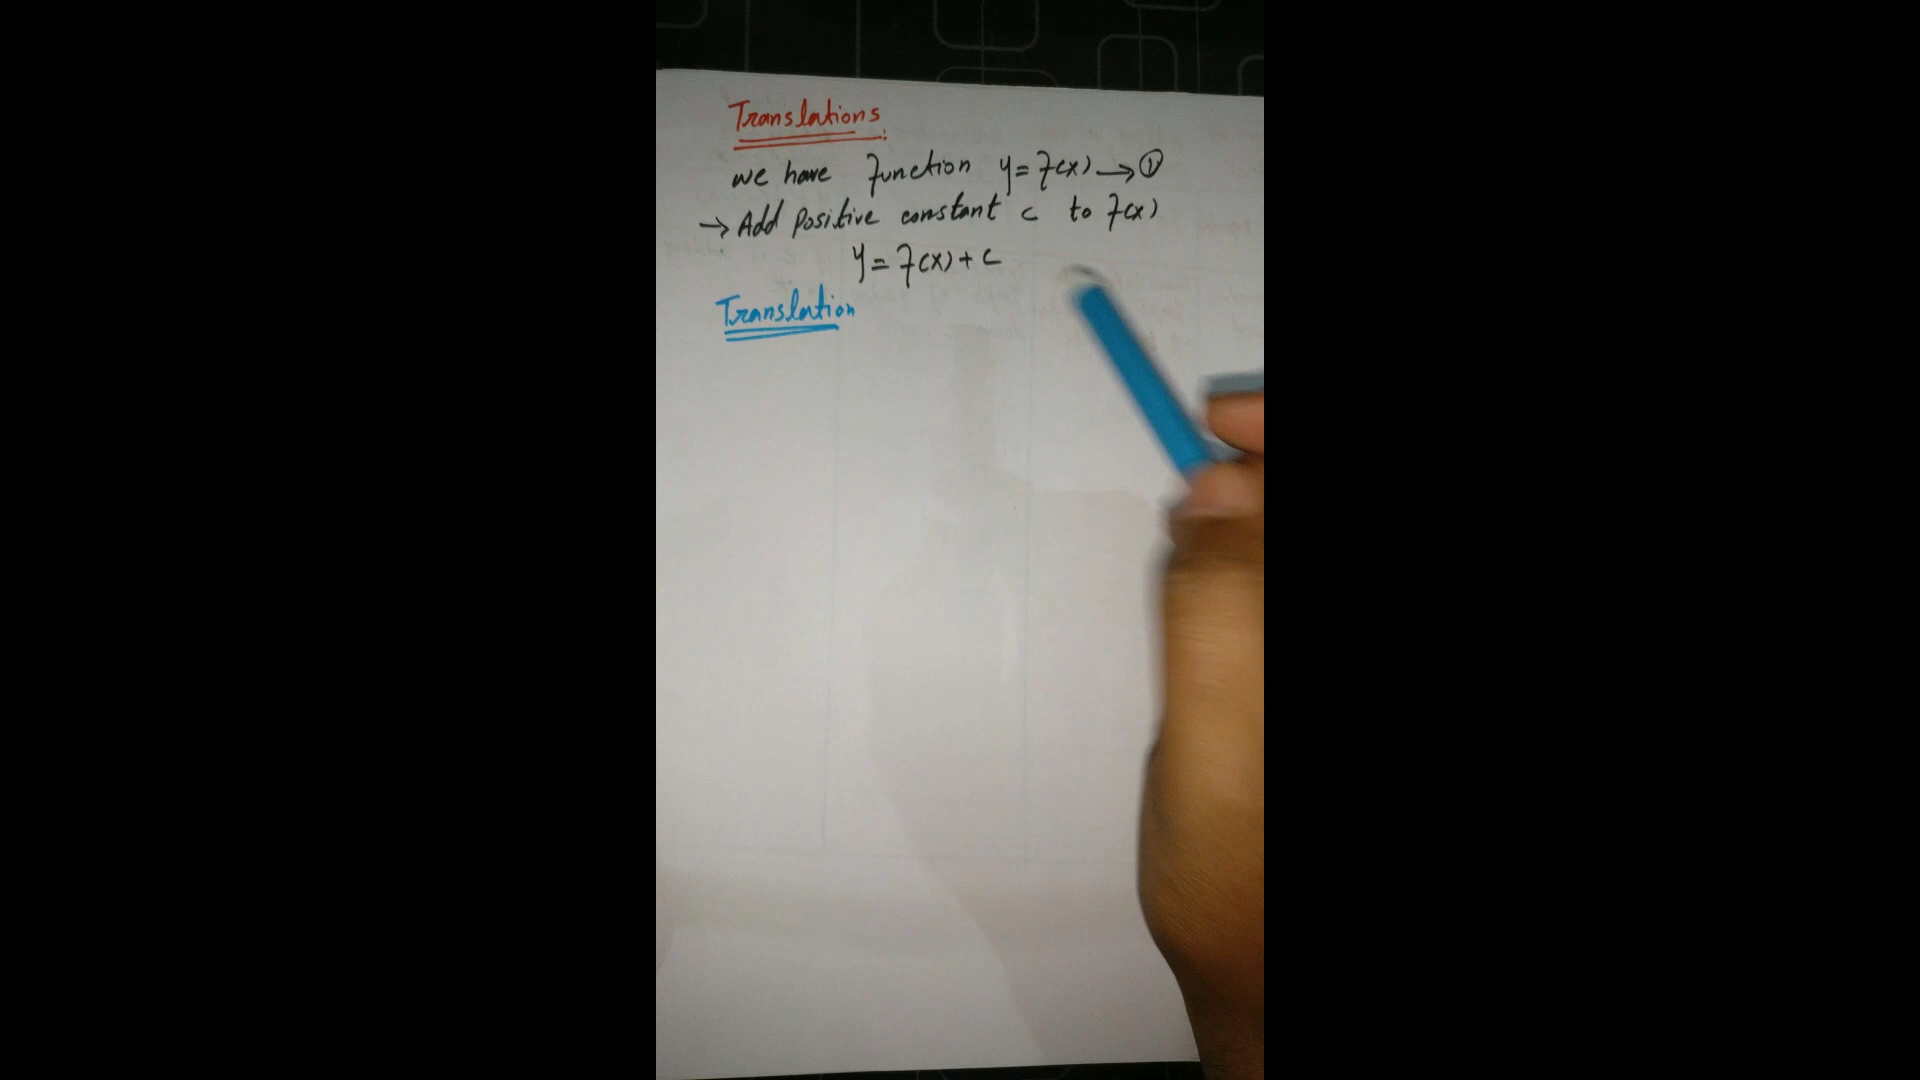 Translations:
we have function y = f(x) → ①
→ Add positive constant c to f(x)
y = f(x) + c
Translation